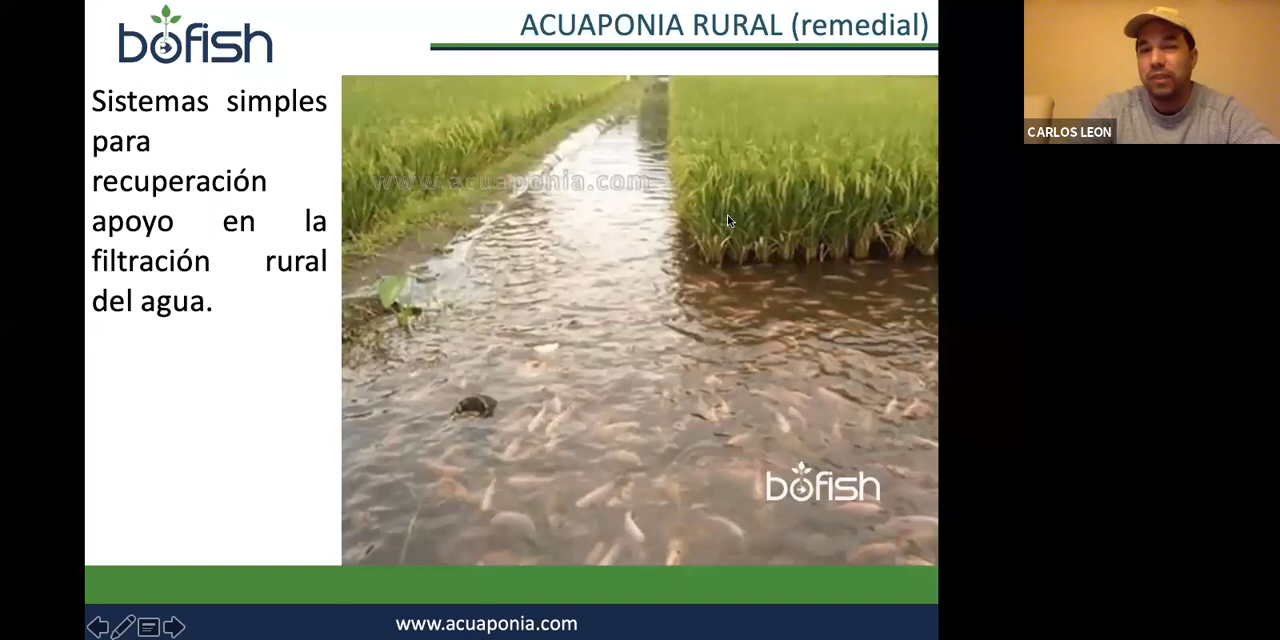 bofish
ACUAPONIA RURAL (remedial)
Sistemas simples
para
recuperación
apoyo en la
filtración rural
del agua.
www.acuaponia.com
bofish
www.acuaponia.com
CARLOS LEON